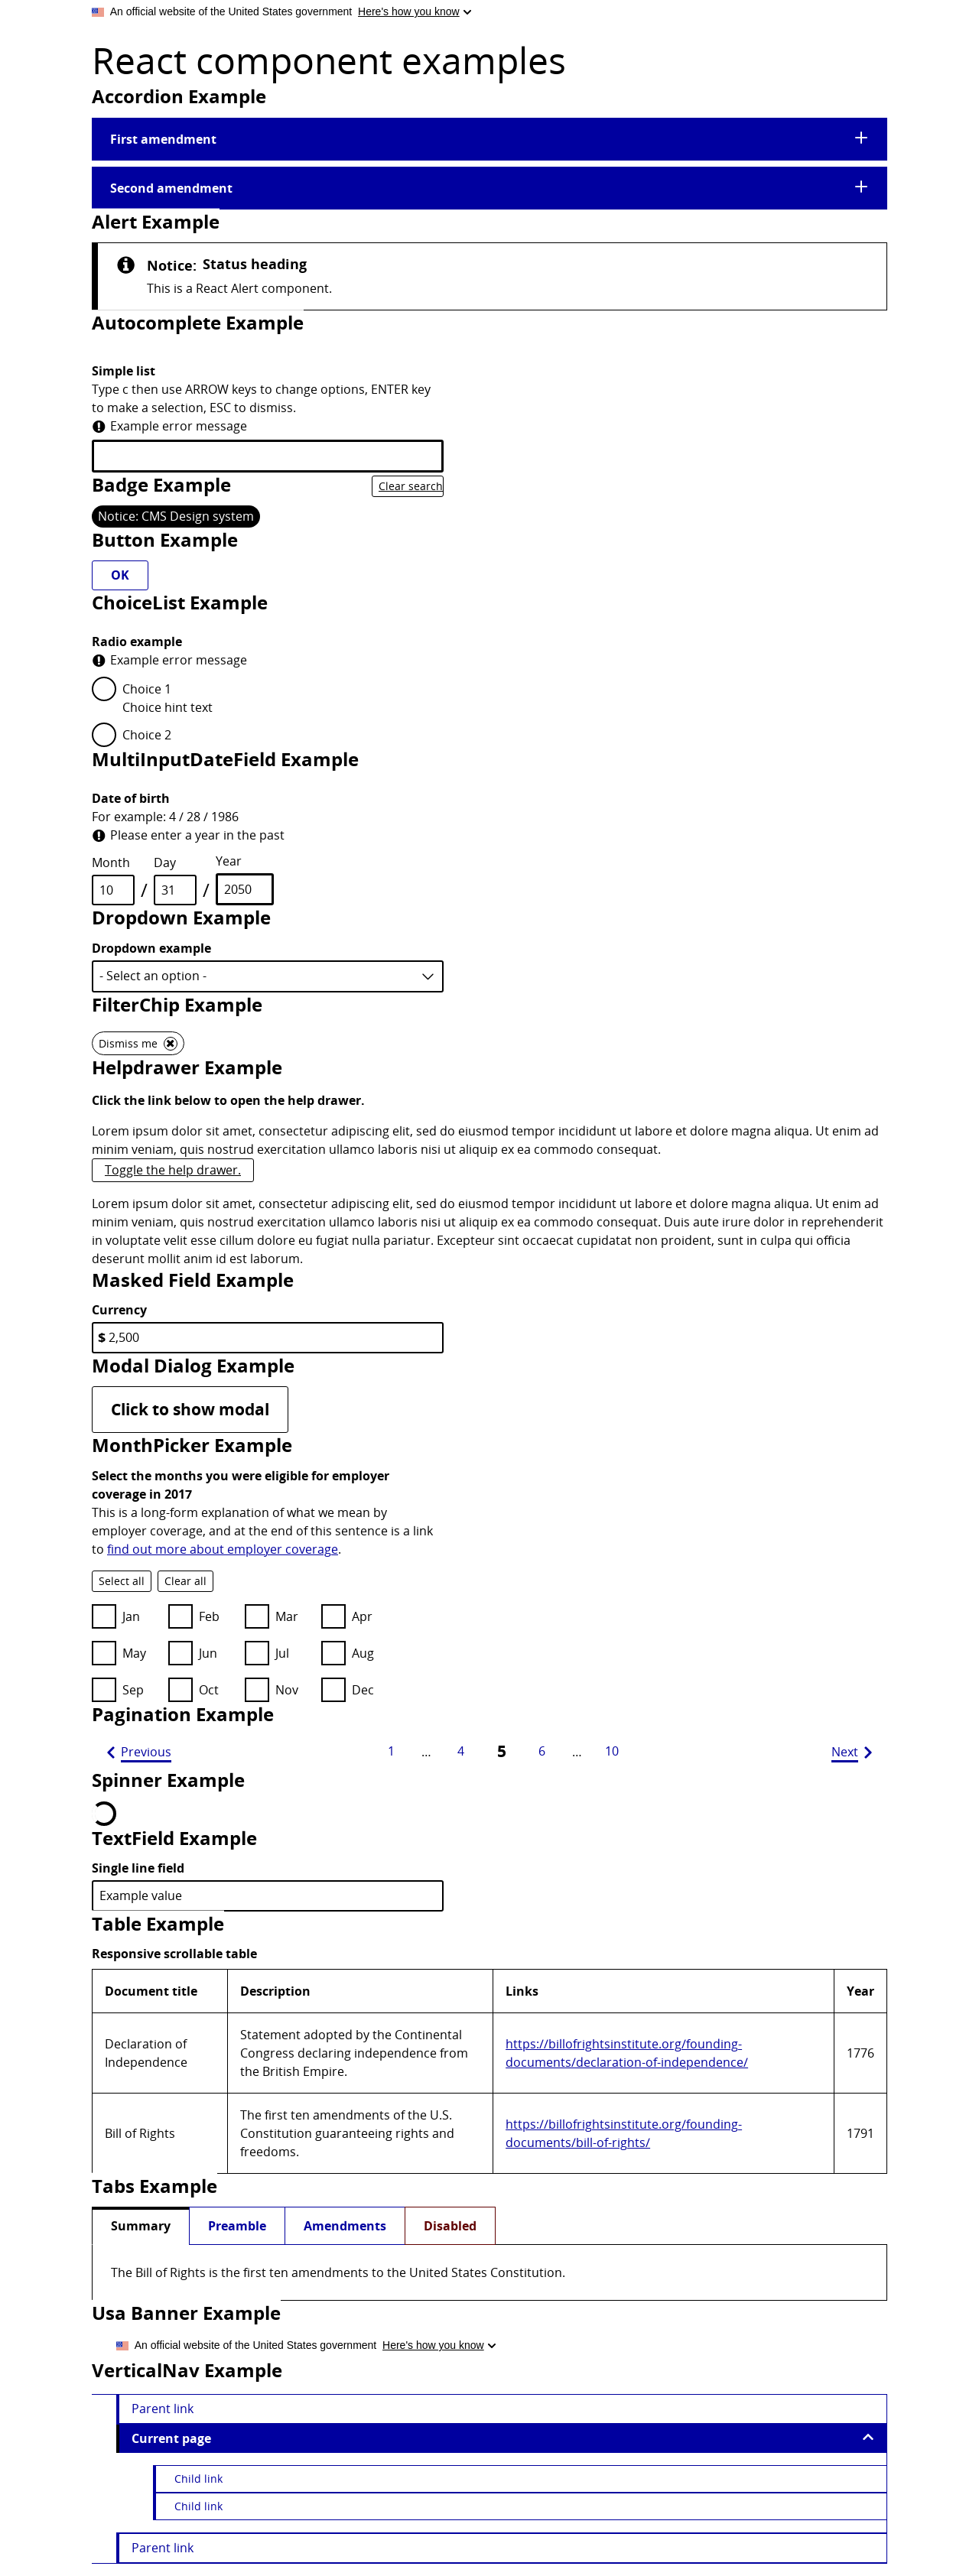 An official website of the United States government Here's how you know
React component examples
Accordion Example
First amendment
Second amendment
Alert Example
Notice: Status heading
This is a React Alert component.
Autocomplete Example
Simple list
Type c then use ARROW keys to change options, ENTER key
to make a selection, ESC to dismiss.
Example error message
Badge Example
Clear search
Notice: CMS Design system
Button Example
OK
ChoiceList Example
Radio example
Example error message
Choice 1
Choice hint text
Choice 2
MultiInputDateField Example
Date of birth
For example: 4 / 28 / 1986
Please enter a year in the past
Month Day Year
10 / 31 / 2050
Dropdown Example
Dropdown example
- Select an option -
FilterChip Example
Dismiss me
Helpdrawer Example
Click the link below to open the help drawer.
Lorem ipsum dolor sit amet, consectetur adipiscing elit, sed do eiusmod tempor incididunt ut labore et dolore magna aliqua. Ut enim ad
minim veniam, quis nostrud exercitation ullamco laboris nisi ut aliquip ex ea commodo consequat.
Toggle the help drawer.
Lorem ipsum dolor sit amet, consectetur adipiscing elit, sed do eiusmod tempor incididunt ut labore et dolore magna aliqua. Ut enim ad
minim veniam, quis nostrud exercitation ullamco laboris nisi ut aliquip ex ea commodo consequat. Duis aute irure dolor in reprehenderit
in voluptate velit esse cillum dolore eu fugiat nulla pariatur. Excepteur sint occaecat cupidatat non proident, sunt in culpa qui officia
deserunt mollit anim id est laborum.
Masked Field Example
Currency
$ 2,500
Modal Dialog Example
Click to show modal
MonthPicker Example
Select the months you were eligible for employer
coverage in 2017
This is a long-form explanation of what we mean by
employer coverage, and at the end of this sentence is a link
to find out more about employer coverage.
Select all Clear all
Jan Feb Mar Apr
May Jun Jul Aug
Sep Oct Nov Dec
Pagination Example
Previous 1 ... 4 5 6 ... 10 Next
Spinner Example
TextField Example
Single line field
Example value
Table Example
Responsive scrollable table
Document title Description Links Year
Declaration of
Independence
Statement adopted by the Continental
Congress declaring independence from
the British Empire.
https://billofrightsinstitute.org/founding-
documents/declaration-of-independence/
1776
Bill of Rights
The first ten amendments of the U.S.
Constitution guaranteeing rights and
freedoms.
https://billofrightsinstitute.org/founding-
documents/bill-of-rights/
1791
Tabs Example
Summary Preamble Amendments Disabled
The Bill of Rights is the first ten amendments to the United States Constitution.
Usa Banner Example
An official website of the United States government Here's how you know
VerticalNav Example
Parent link
Current page
Child link
Child link
Parent link